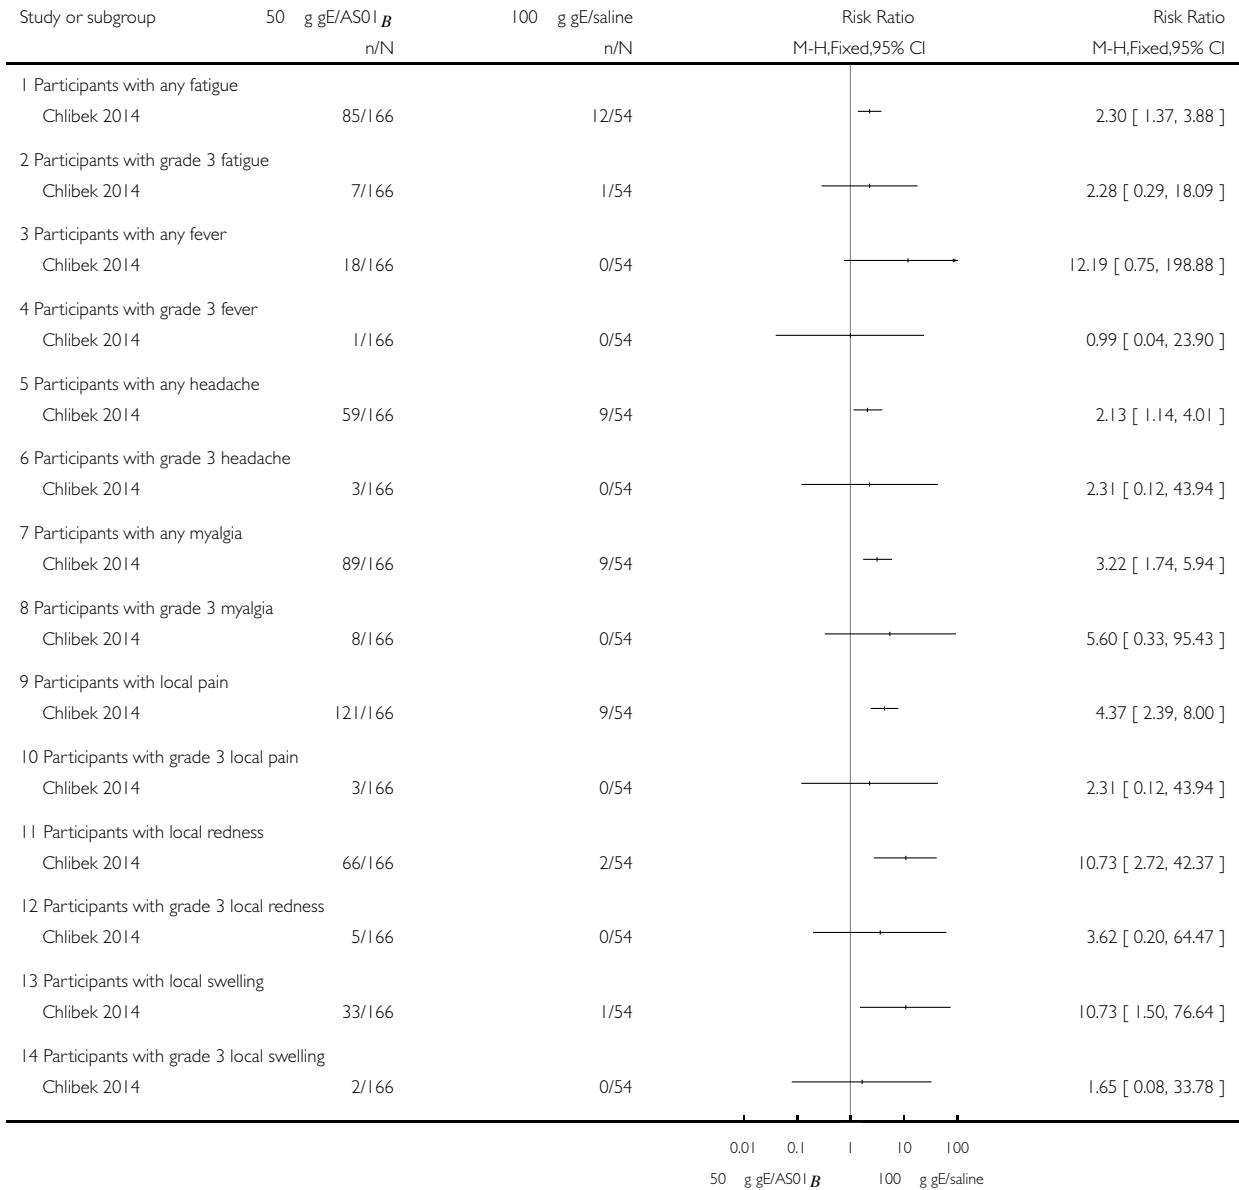 Study or subgroup 50 g gE/AS01B 100 g gE/saline Risk Ratio Risk Ratio
n/N n/N M-H,Fixed,95% CI M-H,Fixed,95% CI
1 Participants with any fatigue
Chlibek 2014 85/166 12/54 2.30 [ 1.37, 3.88 ]
2 Participants with grade 3 fatigue
Chlibek 2014 7/166 1/54 2.28 [ 0.29, 18.09 ]
3 Participants with any fever
Chlibek 2014 18/166 0/54 12.19 [ 0.75, 198.88 ]
4 Participants with grade 3 fever
Chlibek 2014 1/166 0/54 0.99 [ 0.04, 23.90 ]
5 Participants with any headache
Chlibek 2014 59/166 9/54 2.13 [ 1.14, 4.01 ]
6 Participants with grade 3 headache
Chlibek 2014 3/166 0/54 2.31 [ 0.12, 43.94 ]
7 Participants with any myalgia
Chlibek 2014 89/166 9/54 3.22 [ 1.74, 5.94 ]
8 Participants with grade 3 myalgia
Chlibek 2014 8/166 0/54 5.60 [ 0.33, 95.43 ]
9 Participants with local pain
Chlibek 2014 121/166 9/54 4.37 [ 2.39, 8.00 ]
10 Participants with grade 3 local pain
Chlibek 2014 3/166 0/54 2.31 [ 0.12, 43.94 ]
11 Participants with local redness
Chlibek 2014 66/166 2/54 10.73 [ 2.72, 42.37 ]
12 Participants with grade 3 local redness
Chlibek 2014 5/166 0/54 3.62 [ 0.20, 64.47 ]
13 Participants with local swelling
Chlibek 2014 33/166 1/54 10.73 [ 1.50, 76.64 ]
14 Participants with grade 3 local swelling
Chlibek 2014 2/166 0/54 1.65 [ 0.08, 33.78 ]
0.01 0.1 1 10 100
50 g gE/AS01B 100 g gE/saline